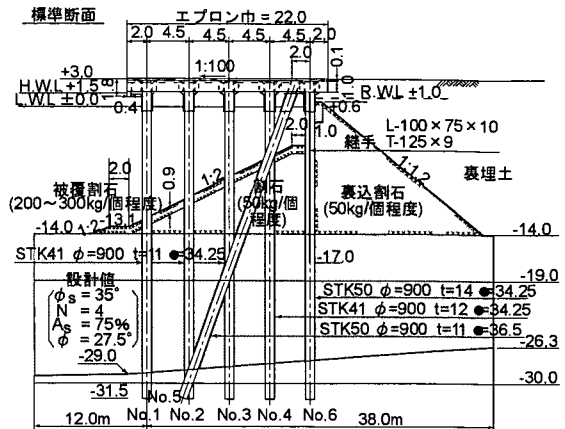 標準断面
エプロン巾＝22.0
2.0 4.5 4.5 4.5 4.5 2.0
2.0
0.1
+3.0
1:100
1.0
H.W.L +1.5
1.8
R.W.L ±1.0
L.W.L ±0.0
0.4
+0.6
1.0
L-100×75×10
継手 T-125×9
2.0
2.0
0.9
1:2
1:1.2
被覆割石
(200～300kg/個程度)
割石
(50kg/個程度)
裏込割石
(50kg/個程度)
裏埋土
-13.1
-14.0
1:2
-14.0
STK41 φ=900 t=11 ●=34.25
-17.0
-19.0
設計値
φs = 35°
N = 4
As = 75%
φ = 27.5°
STK50 φ=900 t=14 ●=34.25
STK41 φ=900 t=12 ●=34.25
STK50 φ=900 t=11 ●=36.5
-26.3
-29.0
-30.0
-31.5
No.5
12.0m
No.1 No.2 No.3 No.4 No.6
38.0m